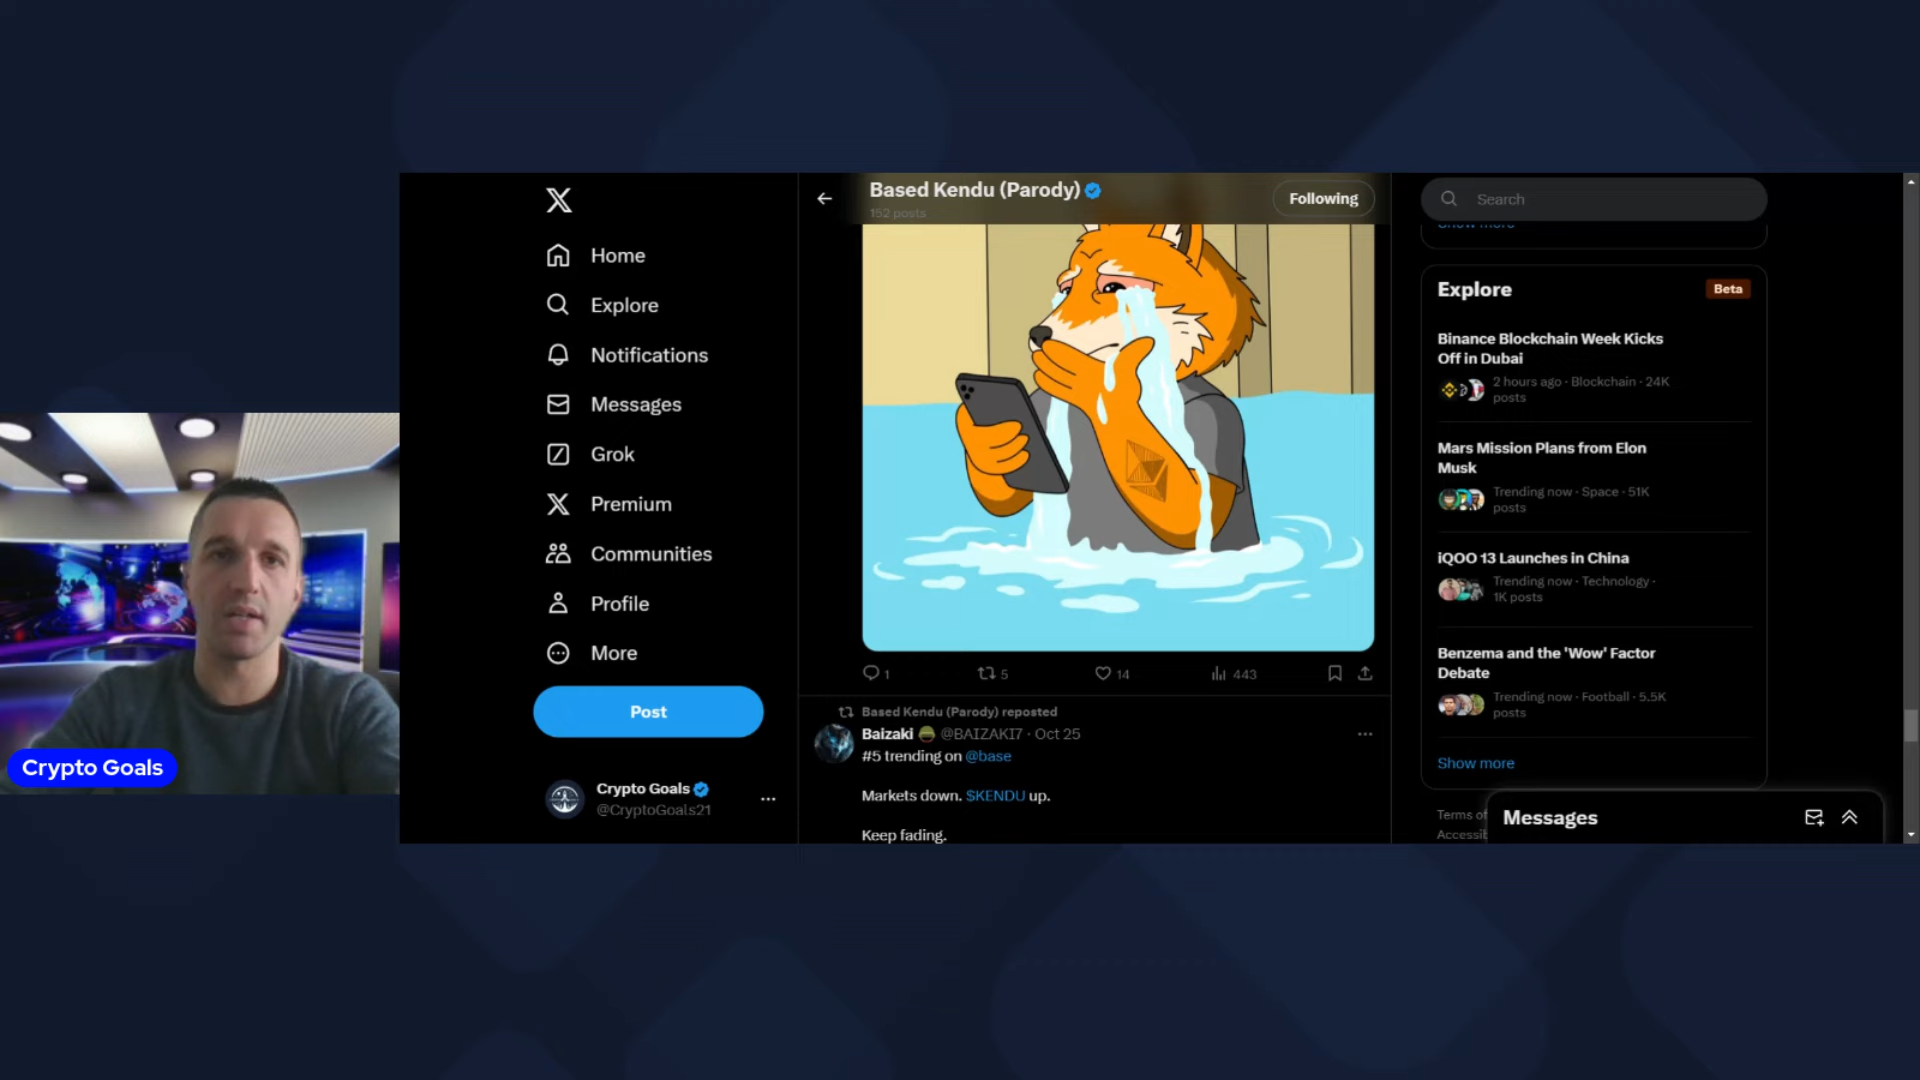 Home
Explore
Notifications
Messages
Grok
Premium
Communities
Profile
More
Post
Crypto Goals
@CryptoGoals21
Crypto Goals
Based Kendu (Parody)
152 posts
Following
1
5
14
443
Based Kendu (Parody) reposted
Baizaki @BAIZAKI7 · Oct 25
#5 trending on @base
Markets down. $KENDU up.
Keep fading.
Search
Show more
Explore
Beta
Binance Blockchain Week Kicks
Off in Dubai
2 hours ago · Blockchain · 24K
posts
Mars Mission Plans from Elon
Musk
Trending now · Space · 51K
posts
iQOO 13 Launches in China
Trending now · Technology ·
1K posts
Benzema and the 'Wow' Factor
Debate
Trending now · Football · 5.5K
posts
Show more
Terms of
Messages